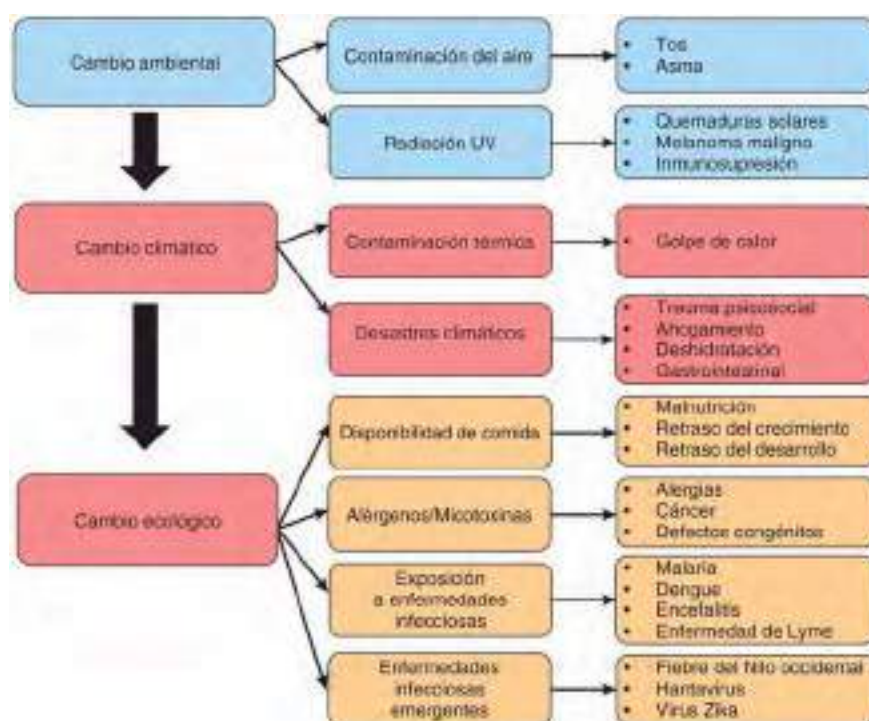 Cambio ambiental
Contaminación del aire
• Tos
• Asma
Radiación UV
• Quemaduras solares
• Melanoma maligno
• Inmunosupresión
Cambio climático
Contaminación térmica
• Golpe de calor
Desastres climáticos
• Trauma psicosocial
• Ahogamiento
• Deshidratación
• Gastrointestinal
Cambio ecológico
Disponibilidad de comida
• Malnutrición
• Retraso del crecimiento
• Retraso del desarrollo
Alérgenos/Micotoxinas
• Alergias
• Cáncer
• Defectos congénitos
Exposición
a enfermedades
infecciosas
• Malaria
• Dengue
• Encefalitis
• Enfermedad de Lyme
Enfermedades
infecciosas
emergentes
• Fiebre del Nilo occidental
• Hantavirus
• Virus Zika